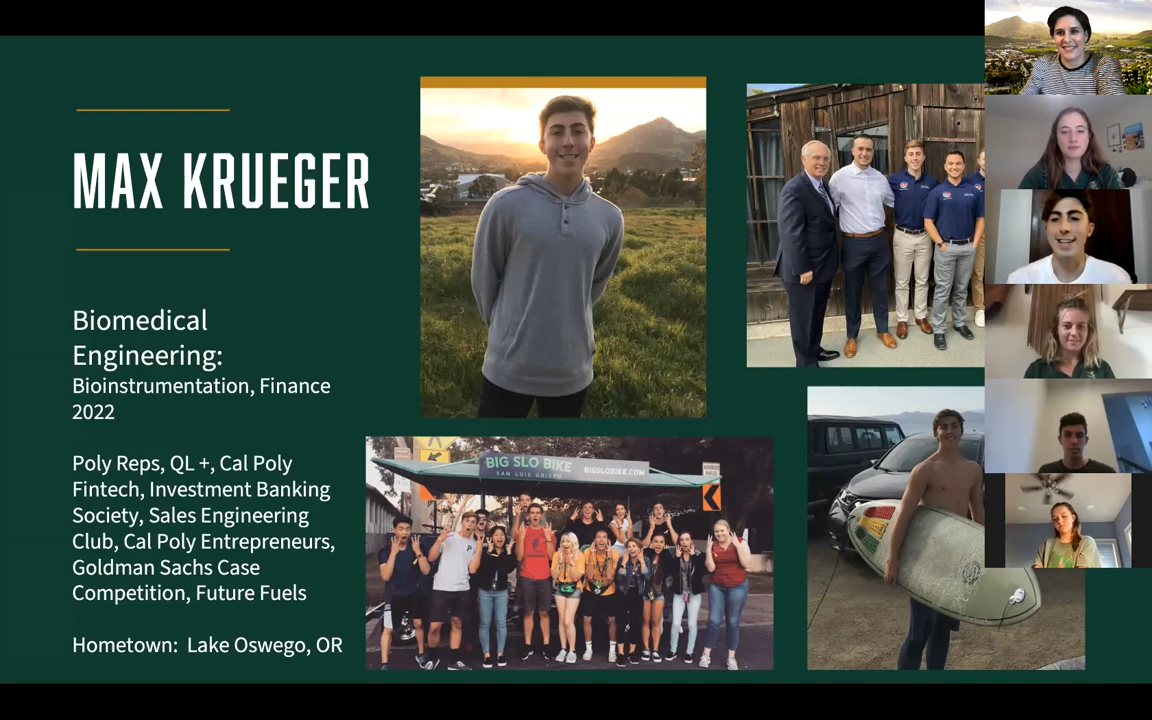 MAX KRUEGER
Biomedical
Engineering:
Bioinstrumentation, Finance
2022
Poly Reps, QL +, Cal Poly
Fintech, Investment Banking
Society, Sales Engineering
Club, Cal Poly Entrepreneurs,
Goldman Sachs Case
Competition, Future Fuels
Hometown: Lake Oswego, OR
BIG SLO BIKE
SAN LUIS OBISPO
BIGSLOBIKE.COM